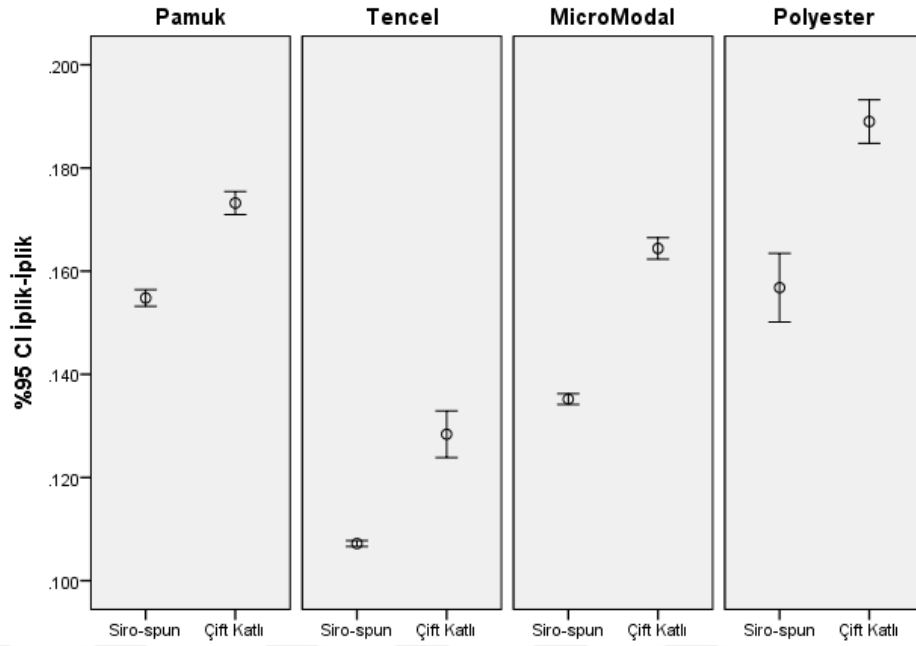 Pamuk Tencel MicroModal Polyester
%95 CI İplik-İplik
.200
.180
.160
.140
.120
.100
Siro-spun Çift Katlı Siro-spun Çift Katlı Siro-spun Çift Katlı Siro-spun Çift Katlı